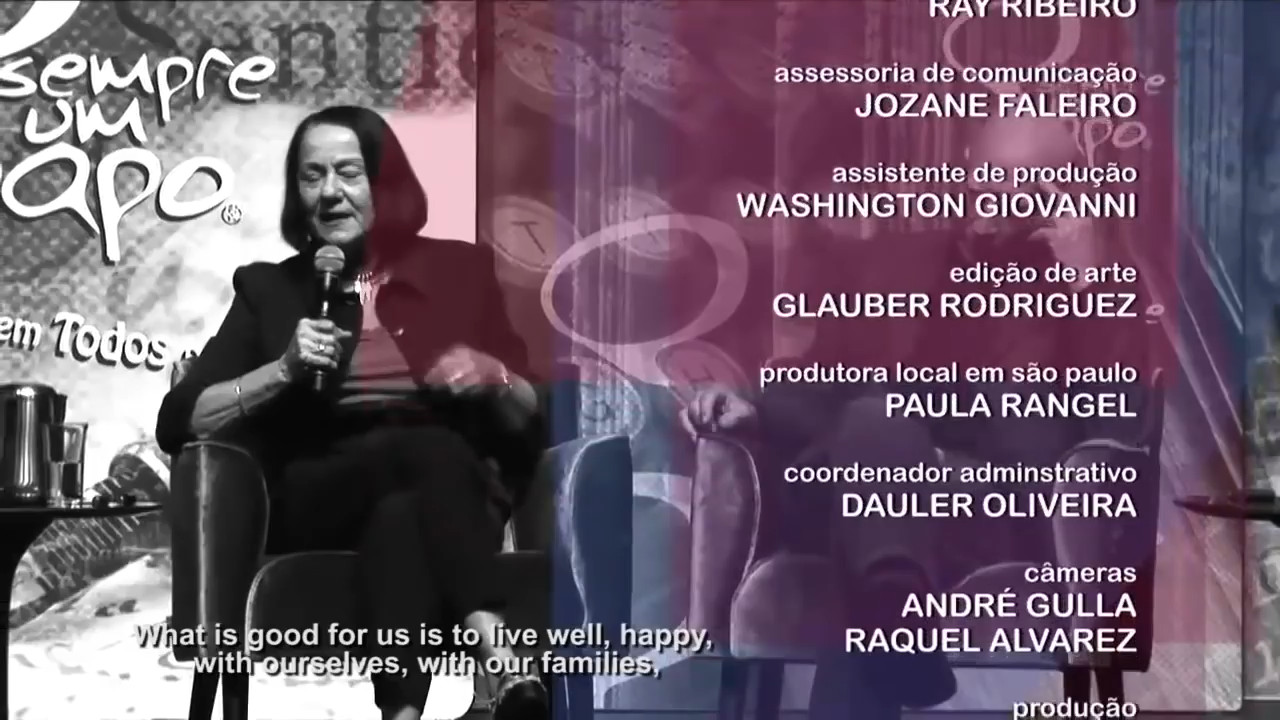 sempre
um
papo
em Todos
RAY RIBEIRO
assessoria de comunicação
JOZANE FALEIRO
assistente de produção
WASHINGTON GIOVANNI
edição de arte
GLAUBER RODRIGUEZ
produtora local em são paulo
PAULA RANGEL
coordenador adminstrativo
DAULER OLIVEIRA
câmeras
ANDRÉ GULLA
RAQUEL ALVAREZ
produção
What is good for us is to live well, happy,
with ourselves, with our families,